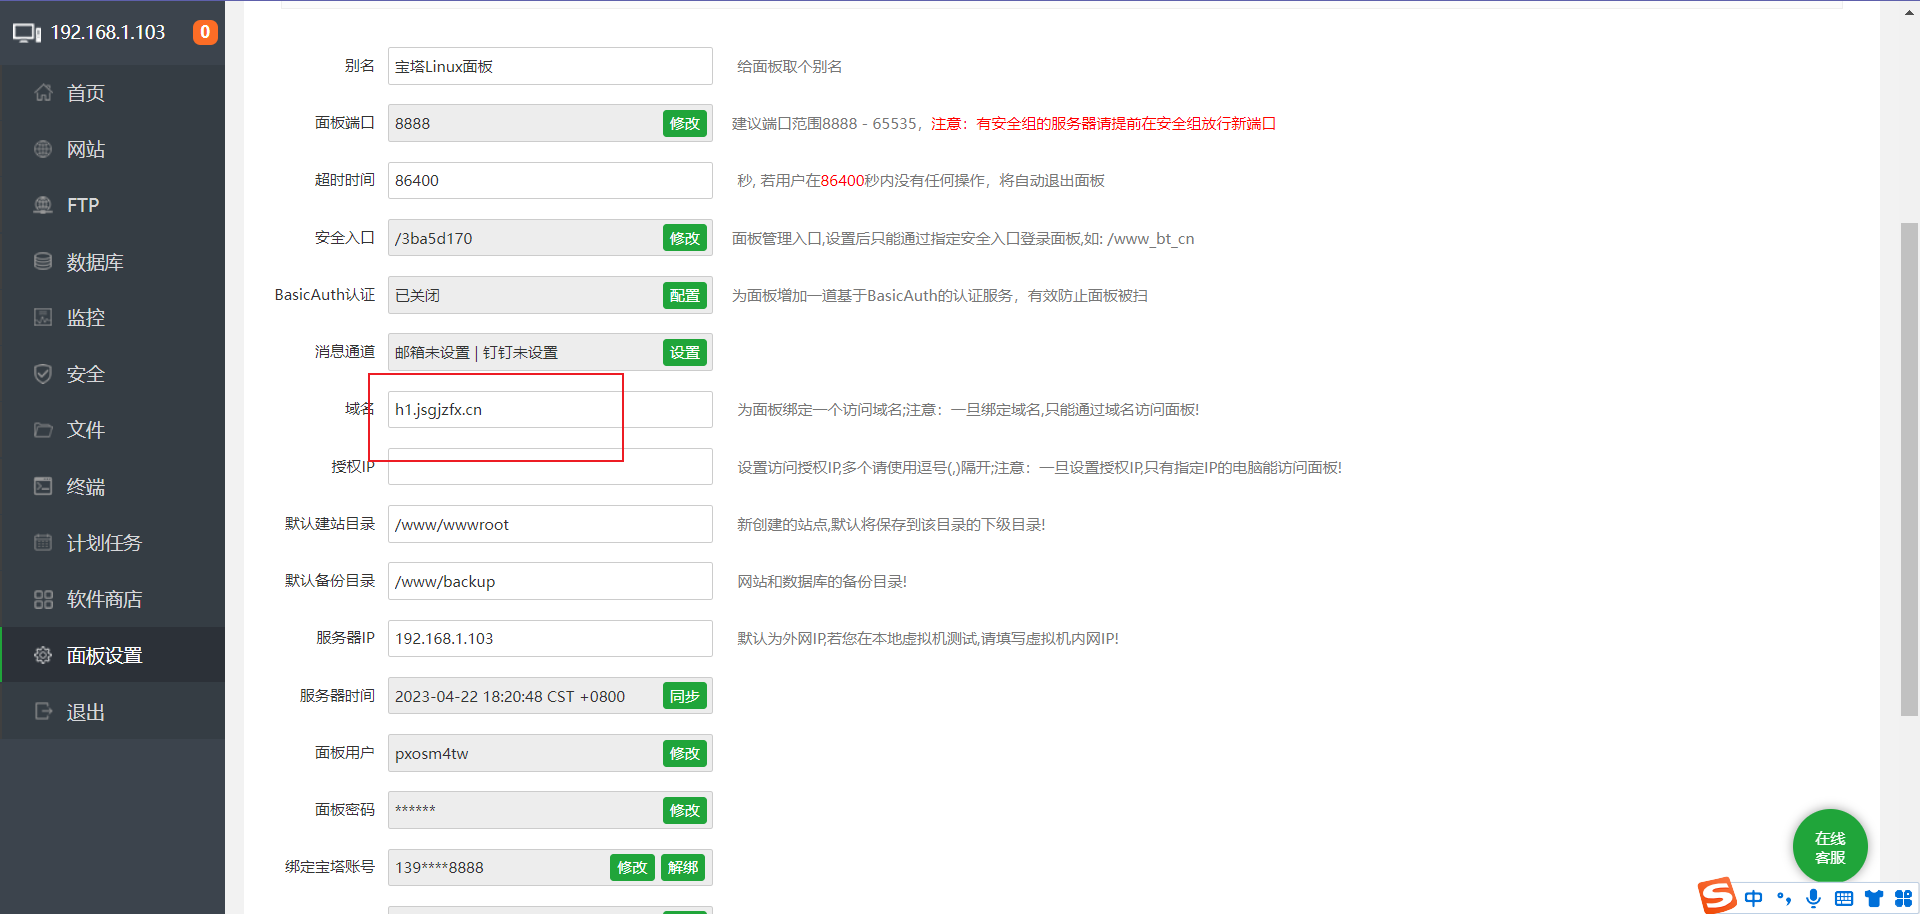 192.168.1.103 0
首页
网站
FTP
数据库
监控
安全
文件
终端
计划任务
软件商店
面板设置
退出
别名 宝塔Linux面板 给面板取个别名
面板端口 8888 修改 建议端口范围8888 - 65535，注意：有安全组的服务器请提前在安全组放行新端口
超时时间 86400 秒, 若用户在86400秒内没有任何操作，将自动退出面板
安全入口 /3ba5d170 修改 面板管理入口,设置后只能通过指定安全入口登录面板,如: /www_bt_cn
BasicAuth认证 已关闭 配置 为面板增加一道基于BasicAuth的认证服务，有效防止面板被扫
消息通道 邮箱未设置 | 钉钉未设置 设置
域名 h1.jsgjzfx.cn 为面板绑定一个访问域名;注意：一旦绑定域名,只能通过域名访问面板!
授权IP 设置访问授权IP,多个请使用逗号(,)隔开;注意：一旦设置授权IP,只有指定IP的电脑能访问面板!
默认建站目录 /www/wwwroot 新创建的站点,默认将保存到该目录的下级目录!
默认备份目录 /www/backup 网站和数据库的备份目录!
服务器IP 192.168.1.103 默认为外网IP,若您在本地虚拟机测试,请填写虚拟机内网IP!
服务器时间 2023-04-22 18:20:48 CST +0800 同步
面板用户 pxosm4tw 修改
面板密码 ****** 修改
绑定宝塔账号 139****8888 修改 解绑
在线
客服
中